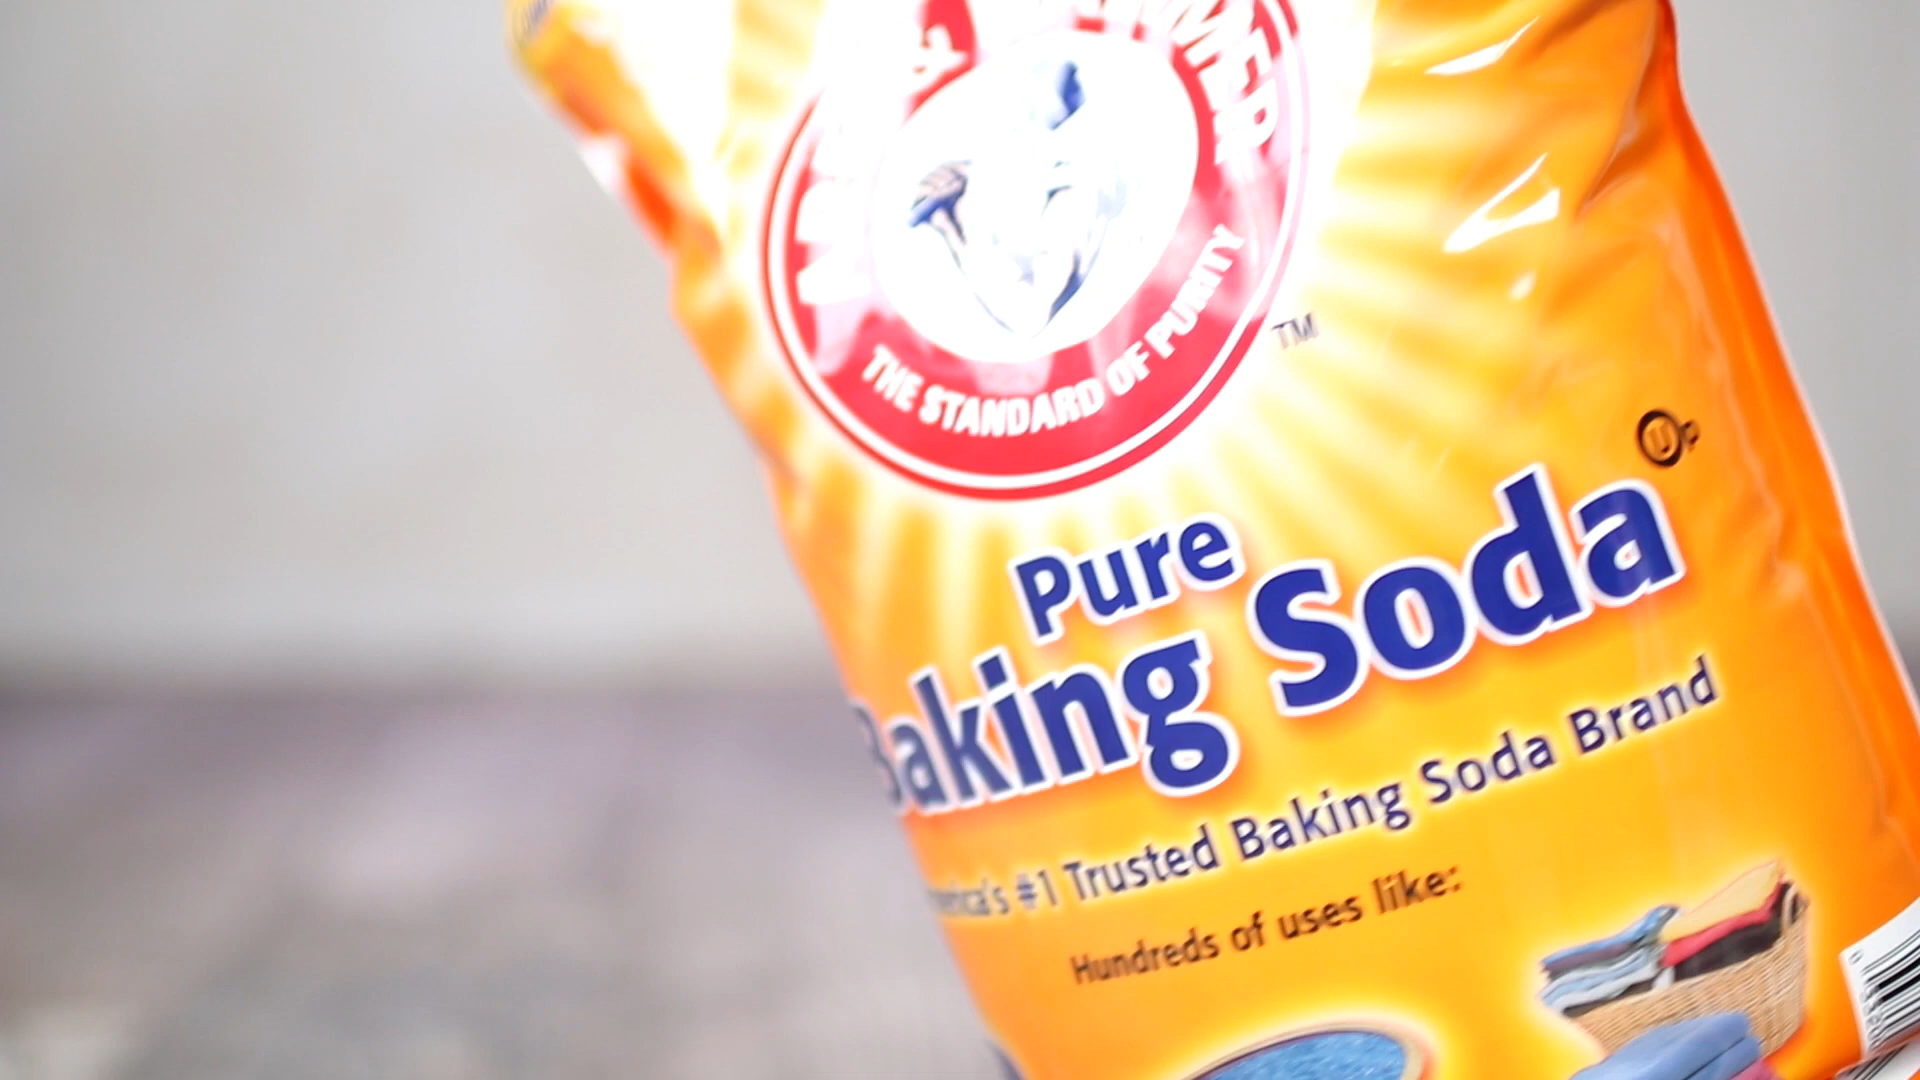 THE STANDARD OF PURITY
TM
U P
Pure
Baking Soda
#1 Trusted Baking Soda Brand
Hundreds of uses like: